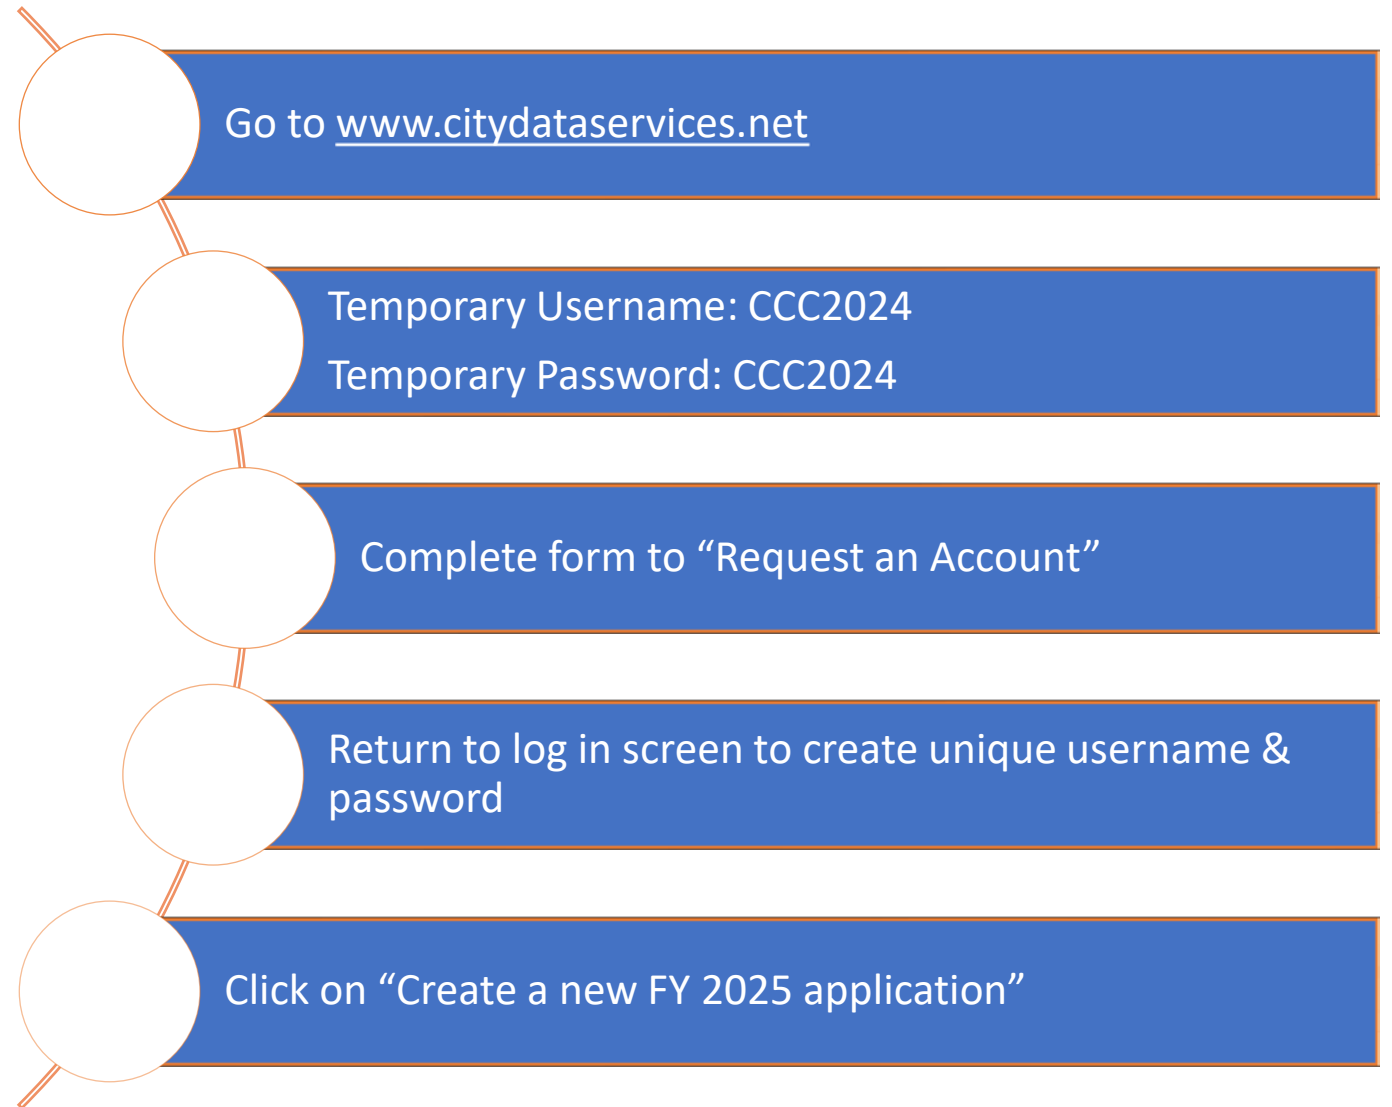 Go to www.citydataservices.net
Temporary Username: CCC2024
Temporary Password: CCC2024
Complete form to “Request an Account”
Return to log in screen to create unique username &
password
Click on “Create a new FY 2025 application”